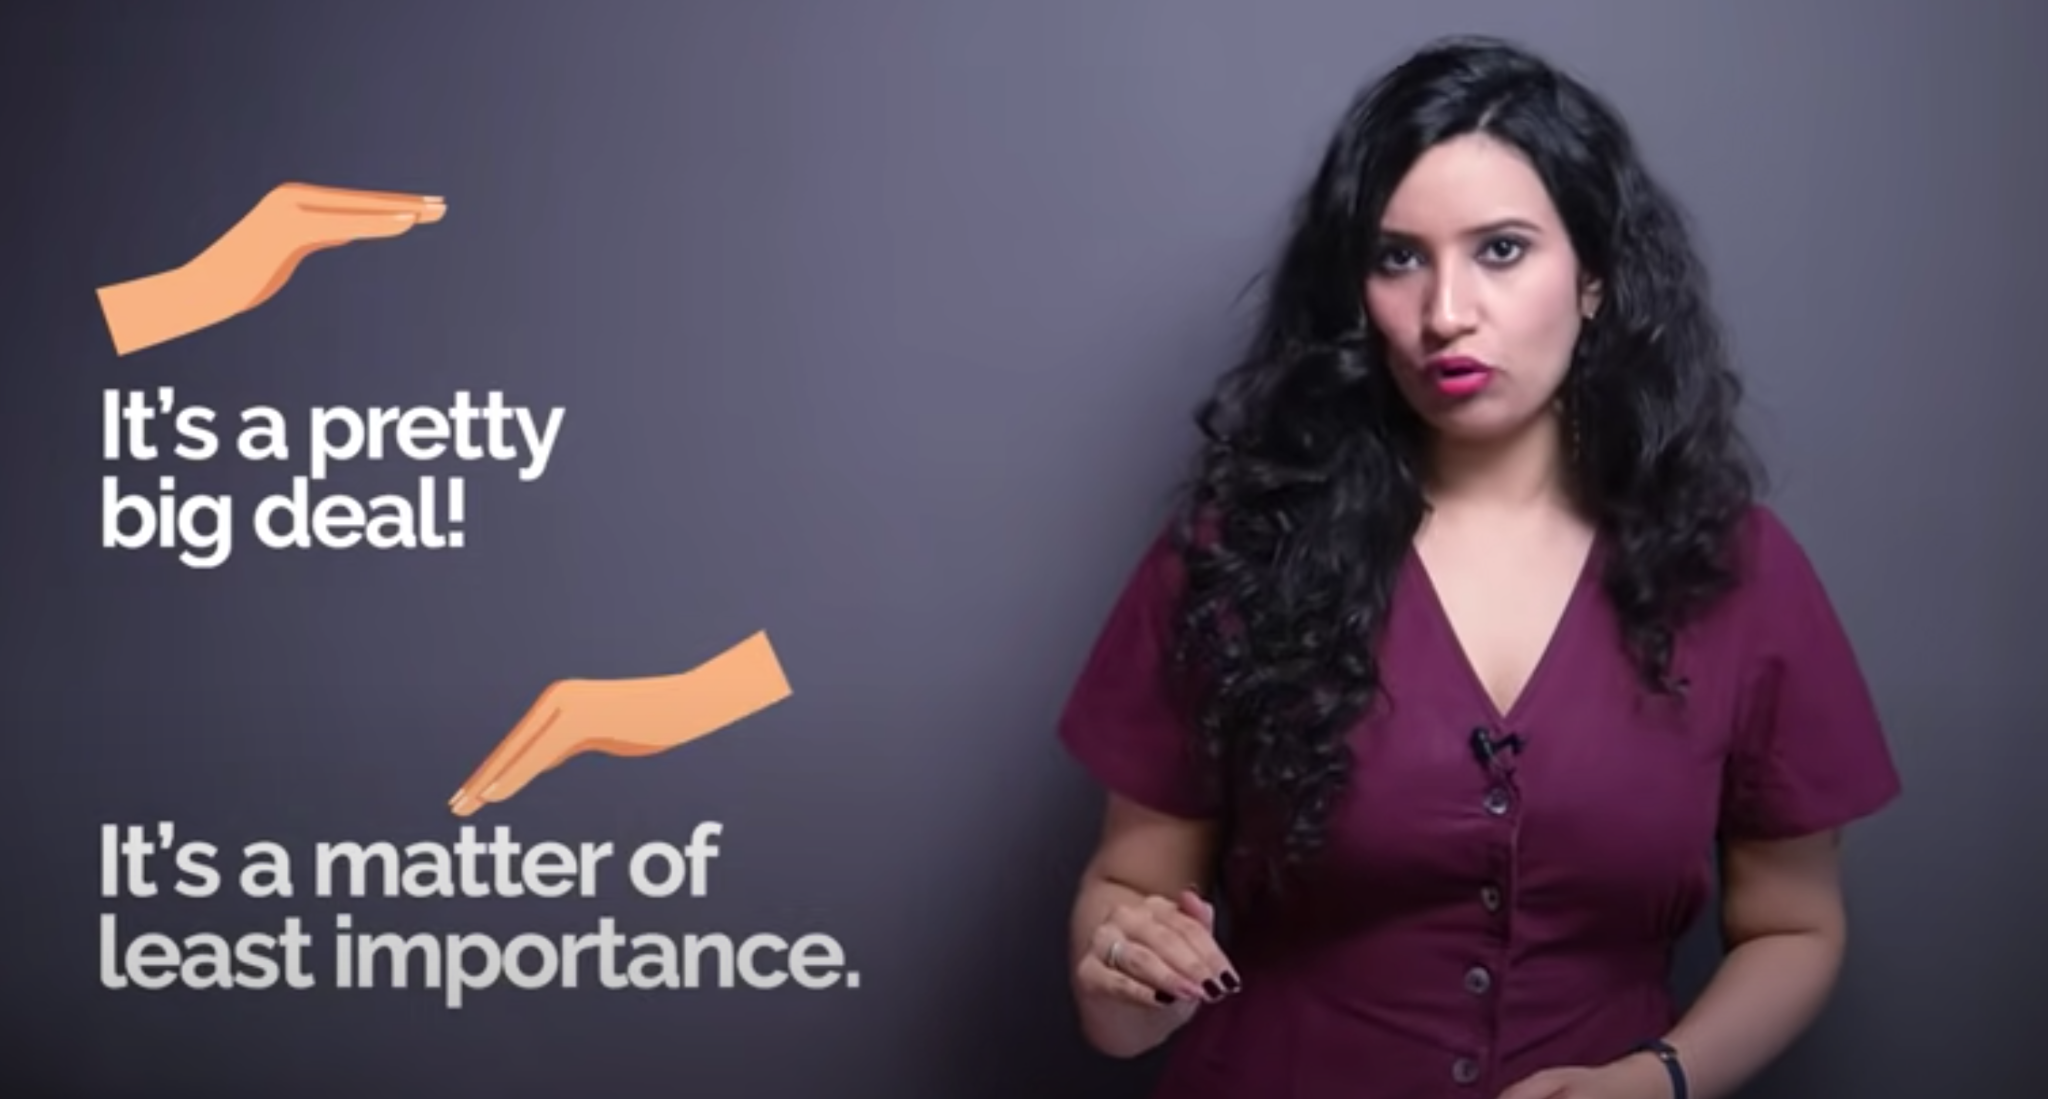 It's a pretty
big deal!
It's a matter of
least importance.